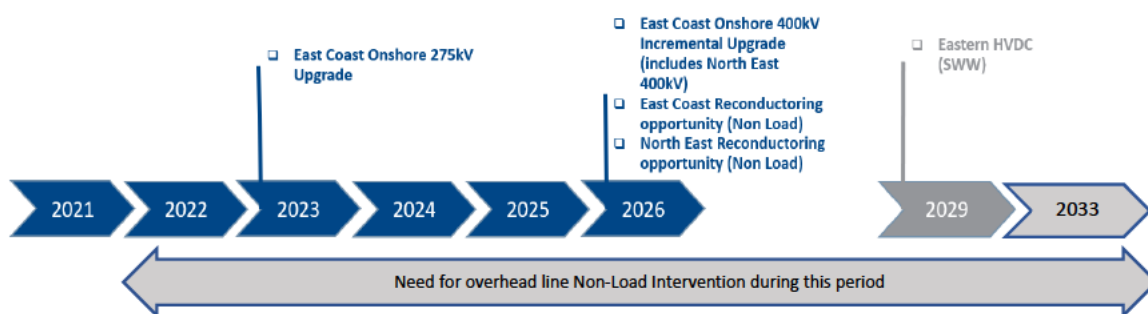 ❑ East Coast Onshore 275kV
Upgrade
❑ East Coast Onshore 400kV
Incremental Upgrade
(includes North East
400kV)
❑ East Coast Reconductoring
opportunity (Non Load)
❑ North East Reconductoring
opportunity (Non Load)
❑ Eastern HVDC
(SWW)
2021
2022
2023
2024
2025
2026
2029
2033
Need for overhead line Non-Load Intervention during this period